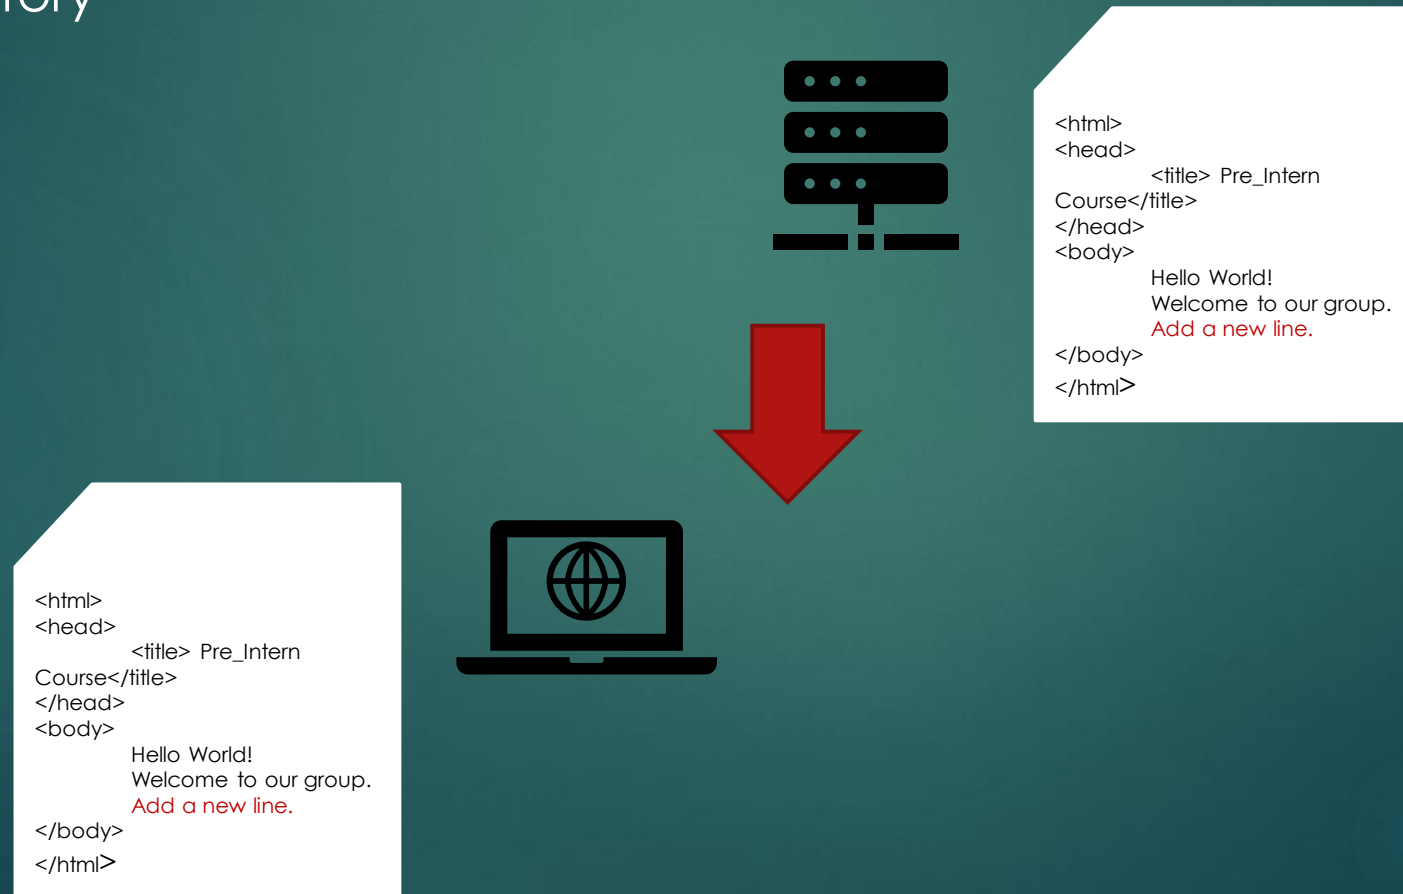 <html>
<head>
<title> Pre_Intern
Course</title>
</head>
<body>
Hello World!
Welcome to our group.
Add a new line.
</body>
</html>
<html>
<head>
<title> Pre_Intern
Course</title>
</head>
<body>
Hello World!
Welcome to our group.
Add a new line.
</body>
</html>